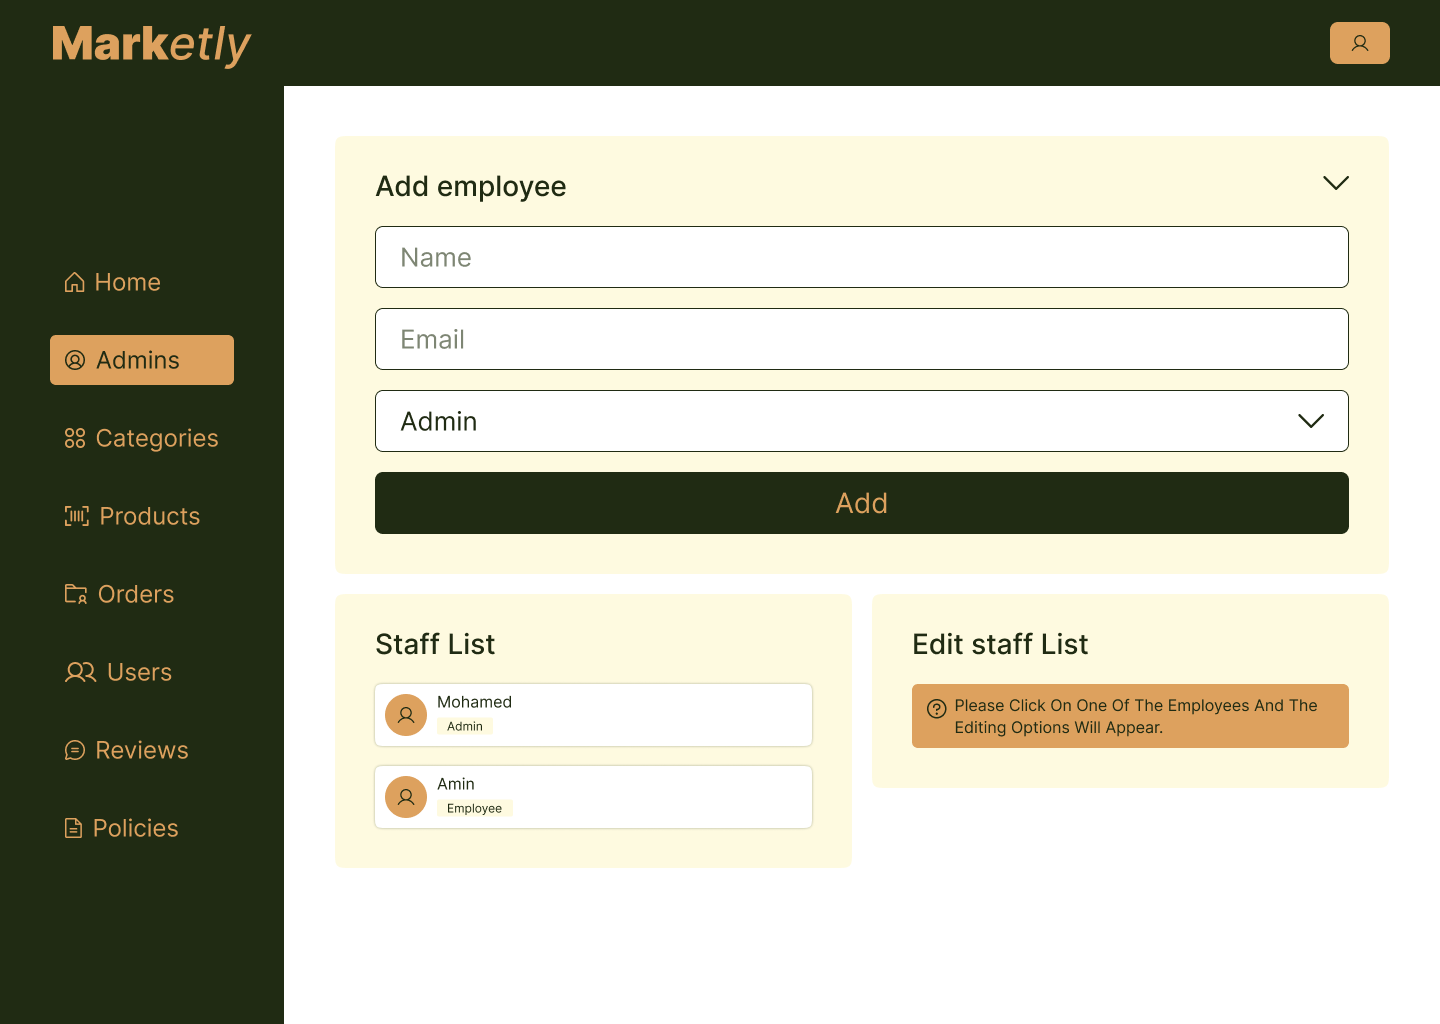 Marketly
Home
Admins
Categories
Products
Orders
Users
Reviews
Policies
Add employee
Name
Email
Admin
Add
Staff List
Mohamed
Admin
Amin
Employee
Edit staff List
Please Click On One Of The Employees And The
Editing Options Will Appear.